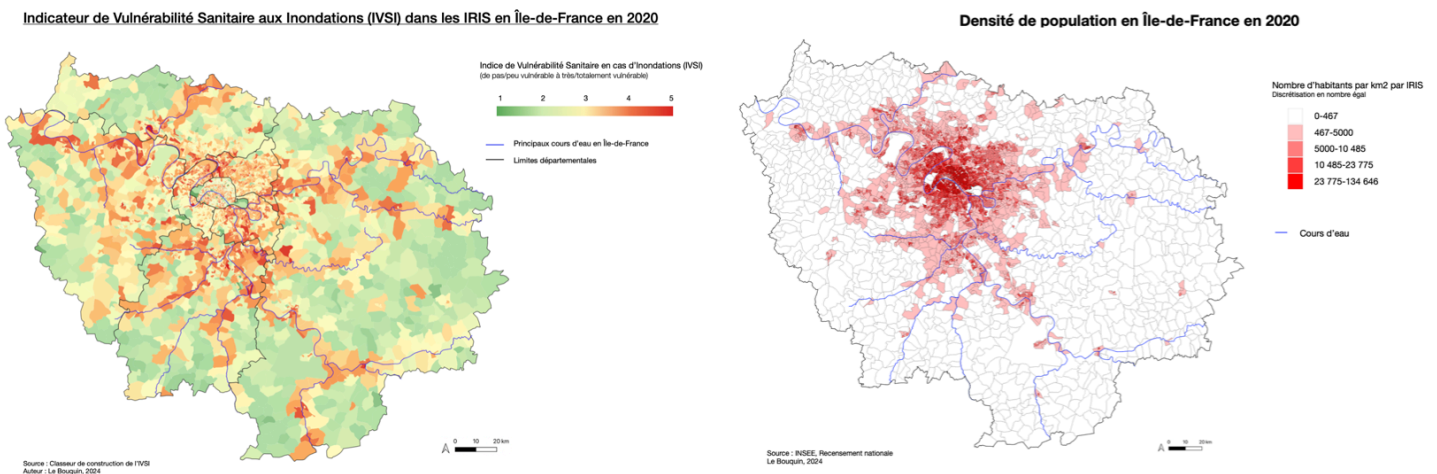 Indicateur de Vulnérabilité Sanitaire aux Inondations (IVSI) dans les IRIS en Île-de-France en 2020
Indice de Vulnérabilité Sanitaire en cas d'Inondations (IVSI)
(de pas/peu vulnérable à très/totalement vulnérable)
1 2 3 4 5
Principaux cours d'eau en Île-de-France
Limites départementales
0 10 20 km
Source : Classeur de construction de l'IVSI
Auteur : Le Bouquin, 2024
Densité de population en Île-de-France en 2020
Nombre d'habitants par km2 par IRIS
Discrétisation en nombre égal
0-467
467-5000
5000-10 485
10 485-23 775
23 775-134 646
Cours d'eau
0 10 20 km
Source : INSEE, Recensement nationale
Le Bouquin, 2024